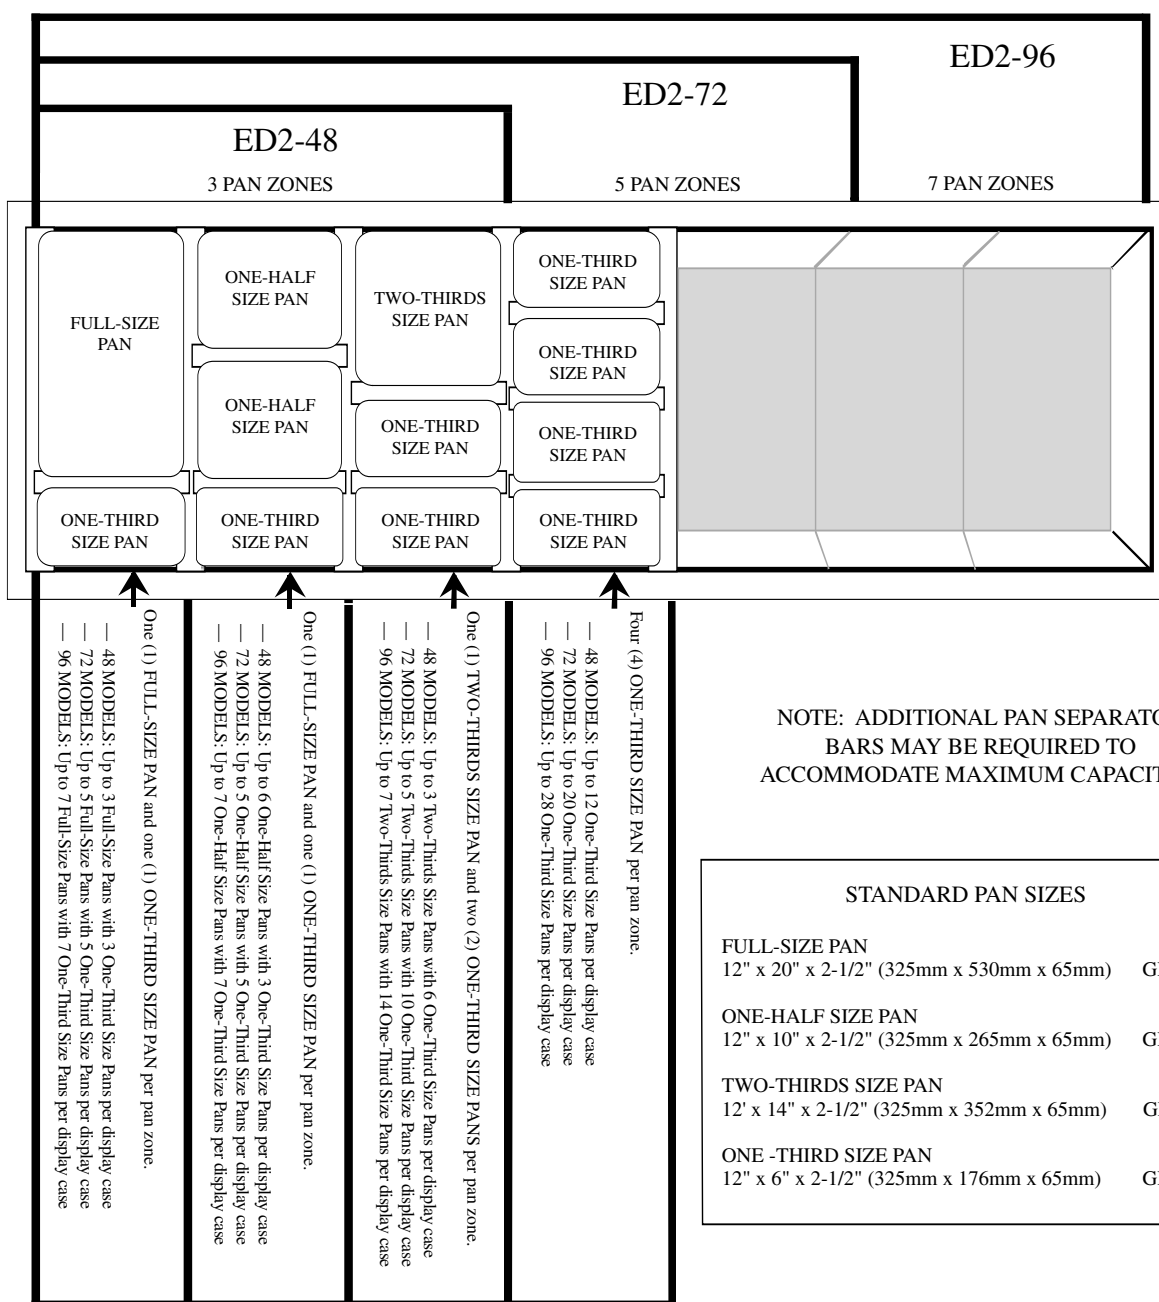 ED2-96
ED2-72
ED2-48
3 PAN ZONES
5 PAN ZONES
7 PAN ZONES
FULL-SIZE
PAN
ONE-THIRD
SIZE PAN
ONE-HALF
SIZE PAN
ONE-HALF
SIZE PAN
ONE-THIRD
SIZE PAN
TWO-THIRDS
SIZE PAN
ONE-THIRD
SIZE PAN
ONE-THIRD
SIZE PAN
ONE-THIRD
SIZE PAN
ONE-THIRD
SIZE PAN
ONE-THIRD
SIZE PAN
ONE-THIRD
SIZE PAN
One (1) FULL-SIZE PAN and one (1) ONE-THIRD SIZE PAN per pan zone.
— 48 MODELS: Up to 3 Full-Size Pans with 3 One-Third Size Pans per display case
— 72 MODELS: Up to 5 Full-Size Pans with 5 One-Third Size Pans per display case
— 96 MODELS: Up to 7 Full-Size Pans with 7 One-Third Size Pans per display case
One (1) FULL-SIZE PAN and one (1) ONE-THIRD SIZE PAN per pan zone.
— 48 MODELS: Up to 6 One-Half Size Pans with 3 One-Third Size Pans per display case
— 72 MODELS: Up to 5 One-Half Size Pans with 5 One-Third Size Pans per display case
— 96 MODELS: Up to 7 One-Half Size Pans with 7 One-Third Size Pans per display case
One (1) TWO-THIRDS SIZE PAN and two (2) ONE-THIRD SIZE PANS per pan zone.
— 48 MODELS: Up to 3 Two-Thirds Size Pans with 6 One-Third Size Pans per display case
— 72 MODELS: Up to 5 Two-Thirds Size Pans with 10 One-Third Size Pans per display case
— 96 MODELS: Up to 7 Two-Thirds Size Pans with 14 One-Third Size Pans per display case
Four (4) ONE-THIRD SIZE PAN per pan zone.
— 48 MODELS: Up to 12 One-Third Size Pans per display case
— 72 MODELS: Up to 20 One-Third Size Pans per display case
— 96 MODELS: Up to 28 One-Third Size Pans per display case
NOTE: ADDITIONAL PAN
BARS MAY BE REQUIRED TO
ACCOMMODATE MAXIMUM
STANDARD PAN SIZES
FULL-SIZE PAN
12" x 20" x 2-1/2" (325mm x 530mm x 65mm)
ONE-HALF SIZE PAN
12" x 10" x 2-1/2" (325mm x 265mm x 65mm)
TWO-THIRDS SIZE PAN
12' x 14" x 2-1/2" (325mm x 352mm x 65mm)
ONE -THIRD SIZE PAN
12" x 6" x 2-1/2" (325mm x 176mm x 65mm)